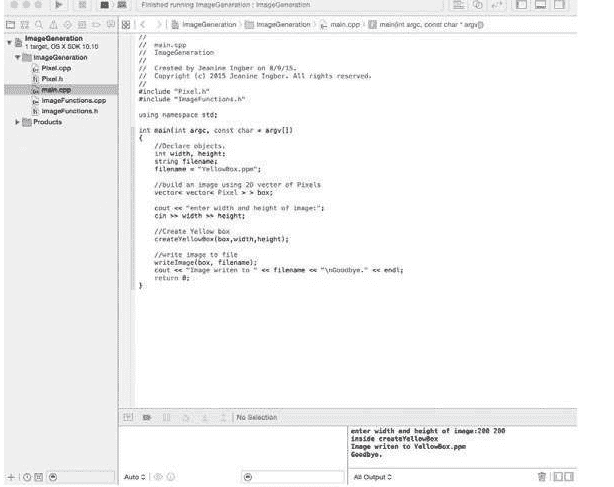 Finished running ImageGeneration : ImageGeneration
ImageGeneration
1 target, OS X SDK 10.10
ImageGeneration
Pixel.cpp
Pixel.h
main.cpp
ImageFunctions.cpp
ImageFunctions.h
Products
ImageGeneration
ImageGeneration
main.cpp
main(int argc, const char * argv[])
//
// main.cpp
// ImageGeneration
//
// Created by Jeanine Ingber on 8/9/15.
// Copyright (c) 2015 Jeanine Ingber. All rights reserved.
//
#include "Pixel.h"
#include "ImageFunctions.h"
using namespace std;
int main(int argc, const char * argv[])
{
//Declare objects.
int width, height;
string filename;
filename = "YellowBox.ppm";
//build an image using 2D vector of Pixels
vector< vector< Pixel > > box;
cout << "enter width and height of image:";
cin >> width >> height;
//Create Yellow box
createYellowBox(box,width,height);
//write image to file
writeImage(box, filename);
cout << "Image writen to " << filename << "\nGoodbye." << endl;
return 0;
}
No Selection
enter width and height of image:200 200
inside createYellowBox
Image writen to YellowBox.ppm
Goodbye.
Auto
All Output